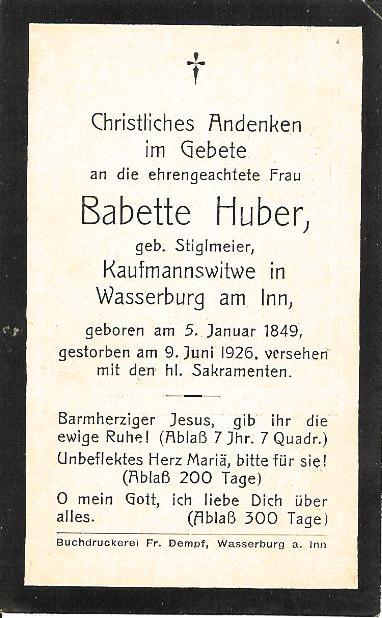 Christliches Andenken
im Gebete
an die ehrengeachtete Frau
Babette Huber,
geb. Stiglmeier,
Kaufmannswitwe in
Wasserburg am Inn,
geboren am 5. Januar 1849,
gestorben am 9. Juni 1926, versehen
mit den hl. Sakramenten.
Barmherziger Jesus, gib ihr die
ewige Ruhe! (Ablaß 7 Jhr. 7 Quadr.)
Unbeflektes Herz Mariä, bitte für sie!
(Ablaß 200 Tage)
O mein Gott, ich liebe Dich über
alles. (Ablaß 300 Tage)
Buchdruckerei Fr. Dempf, Wasserburg a. Inn